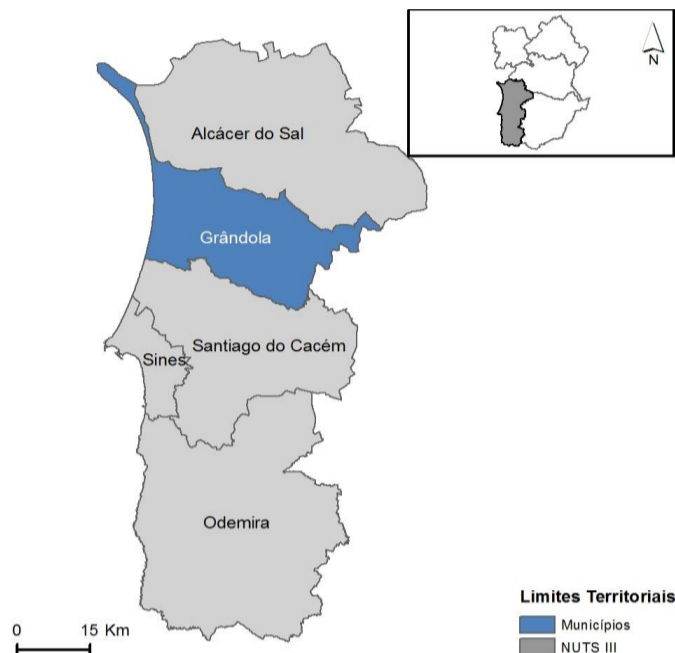 N
Alcácer do Sal
Grândola
Santiago do Cacém
Sines
Odemira
Limites Territoriais
Municípios
NUTS III
0 15 Km